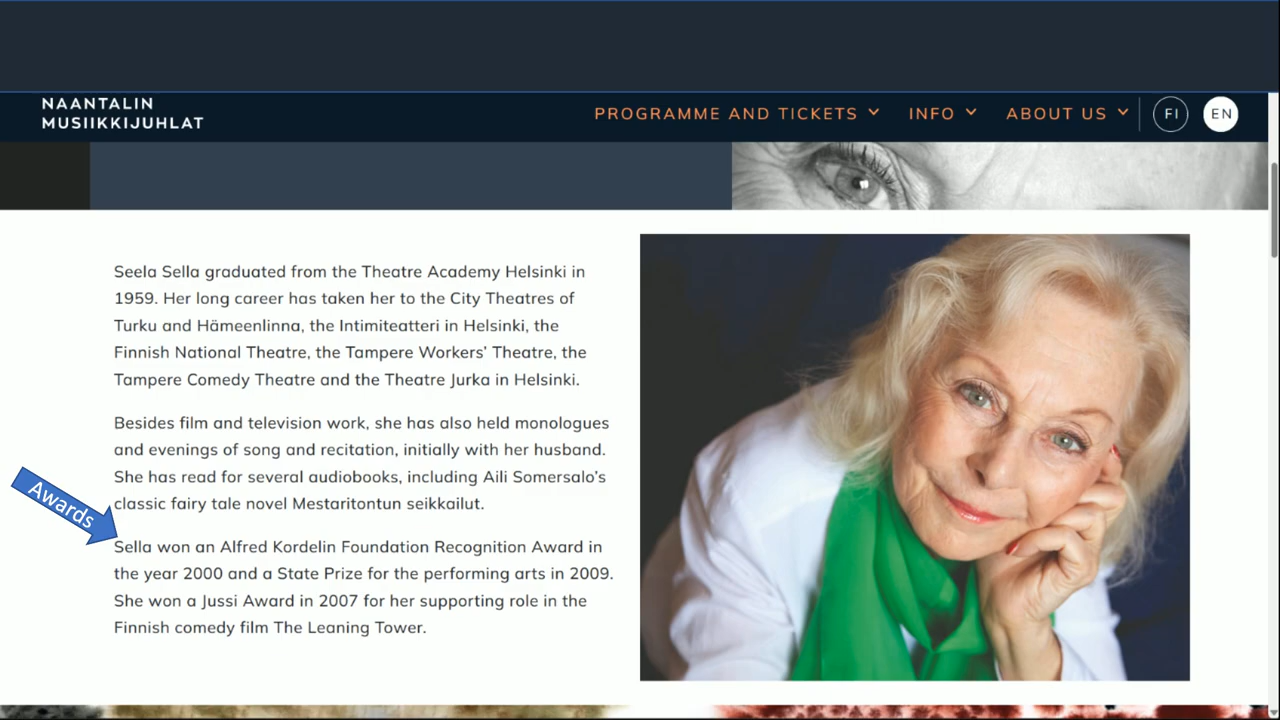 NAANTALIN
MUSIIKKIJUHLAT
PROGRAMME AND TICKETS
INFO
ABOUT US
FI
EN
Seela Sella graduated from the Theatre Academy Helsinki in
1959. Her long career has taken her to the City Theatres of
Turku and Hämeenlinna, the Intimiteatteri in Helsinki, the
Finnish National Theatre, the Tampere Workers’ Theatre, the
Tampere Comedy Theatre and the Theatre Jurka in Helsinki.
Besides film and television work, she has also held monologues
and evenings of song and recitation, initially with her husband.
She has read for several audiobooks, including Aili Somersalo’s
classic fairy tale novel Mestaritontun seikkailut.
Awards
Sella won an Alfred Kordelin Foundation Recognition Award in
the year 2000 and a State Prize for the performing arts in 2009.
She won a Jussi Award in 2007 for her supporting role in the
Finnish comedy film The Leaning Tower.